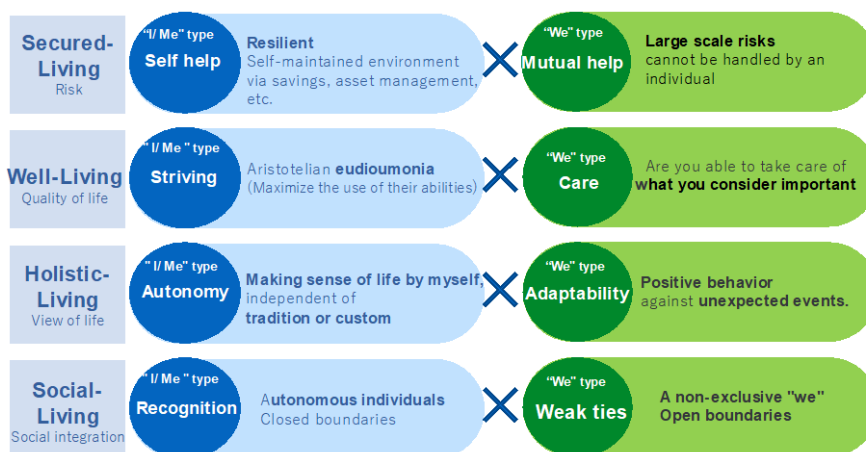 Secured-
Living
Risk
"I/ Me" type
Self help
Resilient
Self-maintained environment
via savings, asset management,
etc.
"We" type
Mutual help
Large scale risks
cannot be handled by an
individual
Well-Living
Quality of life
" I/ Me" type
Striving
Aristotelian eudioumonia
(Maximize the use of their abilities)
"We" type
Care
Are you able to take care of
what you consider important
Holistic-
Living
View of life
" I/ Me" type
Autonomy
Making sense of life by myself,
independent of
tradition or custom
"We" type
Adaptability
Positive behavior
against unexpected events.
Social-
Living
Social integration
" I/ Me" type
Recognition
Autonomous individuals
Closed boundaries
"We" type
Weak ties
A non-exclusive "we"
Open boundaries